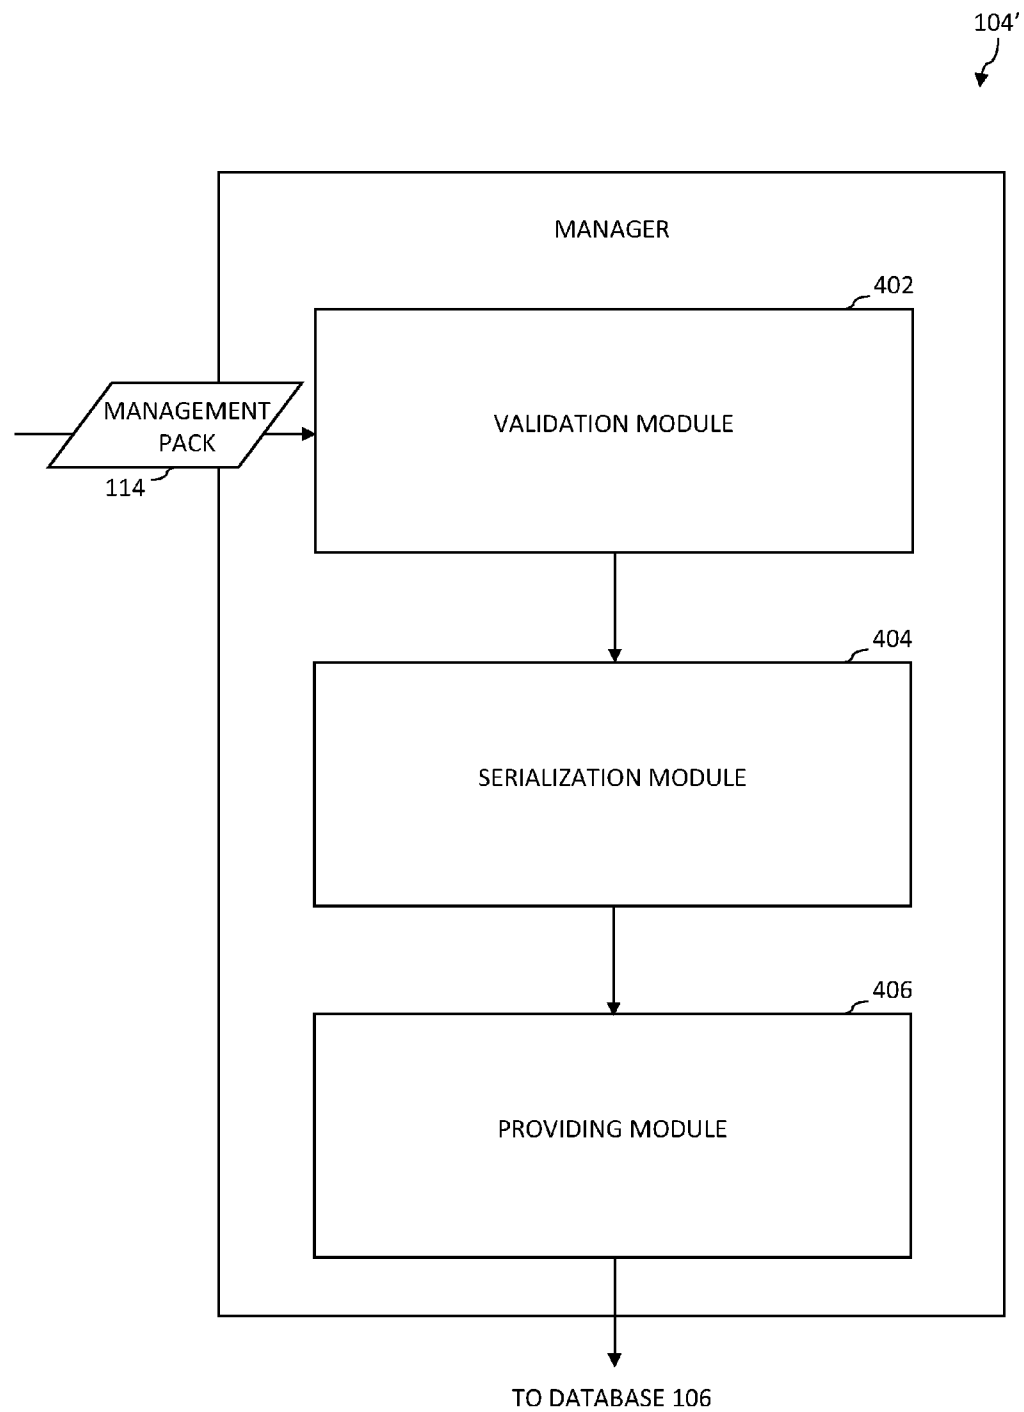 104’
MANAGER
402
VALIDATION MODULE
MANAGEMENT
PACK
114
404
SERIALIZATION MODULE
406
PROVIDING MODULE
TO DATABASE 106